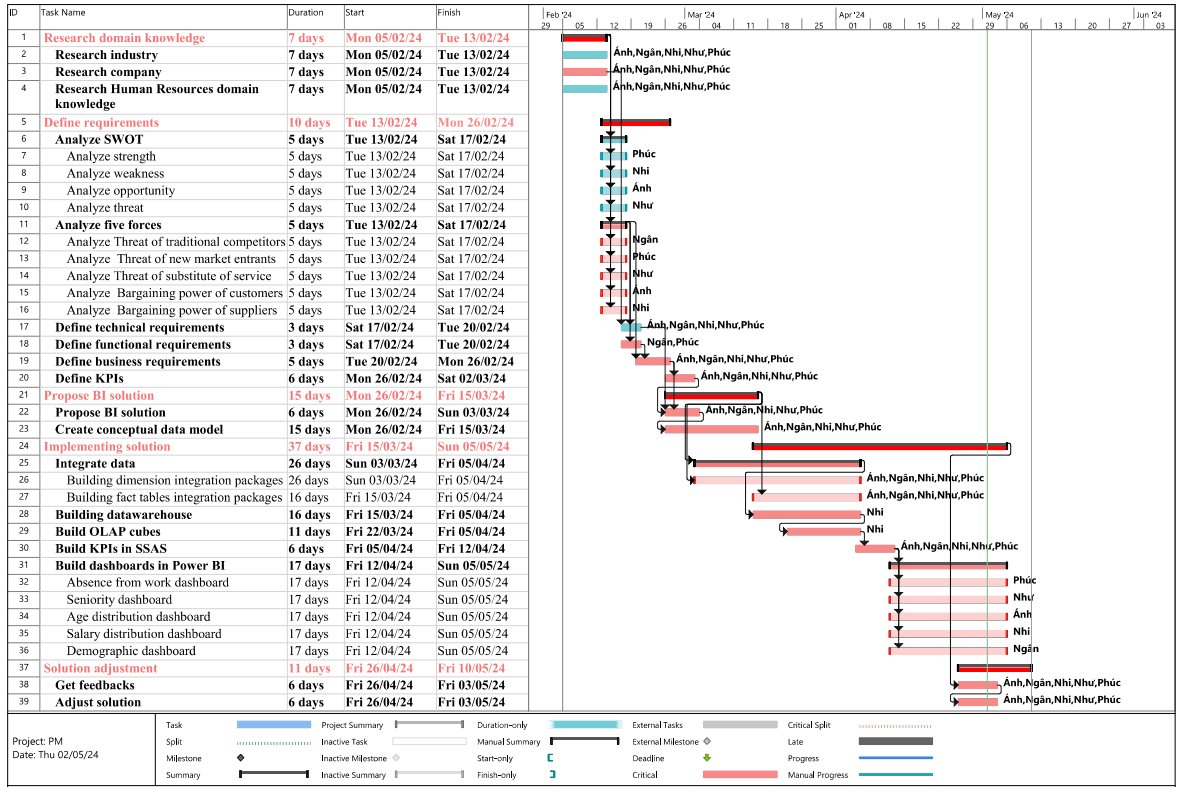 ID Task Name Duration Start Finish Feb '24 Mar '24 Apr '24 May '24 Jun '24
29 05 12 19 26 04 11 18 25 01 08 15 22 29 06 13 20 27 03
1 Research domain knowledge 7 days Mon 05/02/24 Tue 13/02/24
2 Research industry 7 days Mon 05/02/24 Tue 13/02/24 Ánh,Ngân,Nhi,Như,Phúc
3 Research company 7 days Mon 05/02/24 Tue 13/02/24 Ánh,Ngân,Nhi,Như,Phúc
4 Research Human Resources domain 7 days Mon 05/02/24 Tue 13/02/24 Ánh,Ngân,Nhi,Như,Phúc
knowledge
5 Define requirements 10 days Tue 13/02/24 Mon 26/02/24
6 Analyze SWOT 5 days Tue 13/02/24 Sat 17/02/24
7 Analyze strength 5 days Tue 13/02/24 Sat 17/02/24 Phúc
8 Analyze weakness 5 days Tue 13/02/24 Sat 17/02/24 Nhi
9 Analyze opportunity 5 days Tue 13/02/24 Sat 17/02/24 Ánh
10 Analyze threat 5 days Tue 13/02/24 Sat 17/02/24 Như
11 Analyze five forces 5 days Tue 13/02/24 Sat 17/02/24
12 Analyze Threat of traditional competitors 5 days Tue 13/02/24 Sat 17/02/24 Ngân
13 Analyze Threat of new market entrants 5 days Tue 13/02/24 Sat 17/02/24 Phúc
14 Analyze Threat of substitute of service 5 days Tue 13/02/24 Sat 17/02/24 Như
15 Analyze Bargaining power of customers 5 days Tue 13/02/24 Sat 17/02/24 Ánh
16 Analyze Bargaining power of suppliers 5 days Tue 13/02/24 Sat 17/02/24 Nhi
17 Define technical requirements 3 days Sat 17/02/24 Tue 20/02/24 Ánh,Ngân,Nhi,Như,Phúc
18 Define functional requirements 3 days Sat 17/02/24 Tue 20/02/24 Ngân,Phúc
19 Define business requirements 5 days Tue 20/02/24 Mon 26/02/24 Ánh,Ngân,Nhi,Như,Phúc
20 Define KPIs 6 days Mon 26/02/24 Sat 02/03/24 Ánh,Ngân,Nhi,Như,Phúc
21 Propose BI solution 15 days Mon 26/02/24 Fri 15/03/24
22 Propose BI solution 6 days Mon 26/02/24 Sun 03/03/24 Ánh,Ngân,Nhi,Như,Phúc
23 Create conceptual data model 15 days Mon 26/02/24 Fri 15/03/24 Ánh,Ngân,Nhi,Như,Phúc
24 Implementing solution 37 days Fri 15/03/24 Sun 05/05/24
25 Integrate data 26 days Sun 03/03/24 Fri 05/04/24
26 Building dimension integration packages 26 days Sun 03/03/24 Fri 05/04/24 Ánh,Ngân,Nhi,Như,Phúc
27 Building fact tables integration packages 16 days Fri 15/03/24 Fri 05/04/24 Ánh,Ngân,Nhi,Như,Phúc
28 Building datawarehouse 16 days Fri 15/03/24 Fri 05/04/24 Nhi
29 Build OLAP cubes 11 days Fri 22/03/24 Fri 05/04/24 Nhi
30 Build KPIs in SSAS 6 days Fri 05/04/24 Fri 12/04/24 Ánh,Ngân,Nhi,Như,Phúc
31 Build dashboards in Power BI 17 days Fri 12/04/24 Sun 05/05/24
32 Absence from work dashboard 17 days Fri 12/04/24 Sun 05/05/24 Phúc
33 Seniority dashboard 17 days Fri 12/04/24 Sun 05/05/24 Như
34 Age distribution dashboard 17 days Fri 12/04/24 Sun 05/05/24 Ánh
35 Salary distribution dashboard 17 days Fri 12/04/24 Sun 05/05/24 Nhi
36 Demographic dashboard 17 days Fri 12/04/24 Sun 05/05/24 Ngân
37 Solution adjustment 11 days Fri 26/04/24 Fri 10/05/24
38 Get feedbacks 6 days Fri 26/04/24 Fri 03/05/24 Ánh,Ngân,Nhi,Như,Phúc
39 Adjust solution 6 days Fri 26/04/24 Fri 03/05/24 Ánh,Ngân,Nhi,Như,Phúc
Project: PM
Date: Thu 02/05/24
Task Project Summary Duration-only External Tasks Critical Split
Split Inactive Task Manual Summary External Milestone Late
Milestone Inactive Milestone Start-only Deadline Progress
Summary Inactive Summary Finish-only Critical Manual Progress